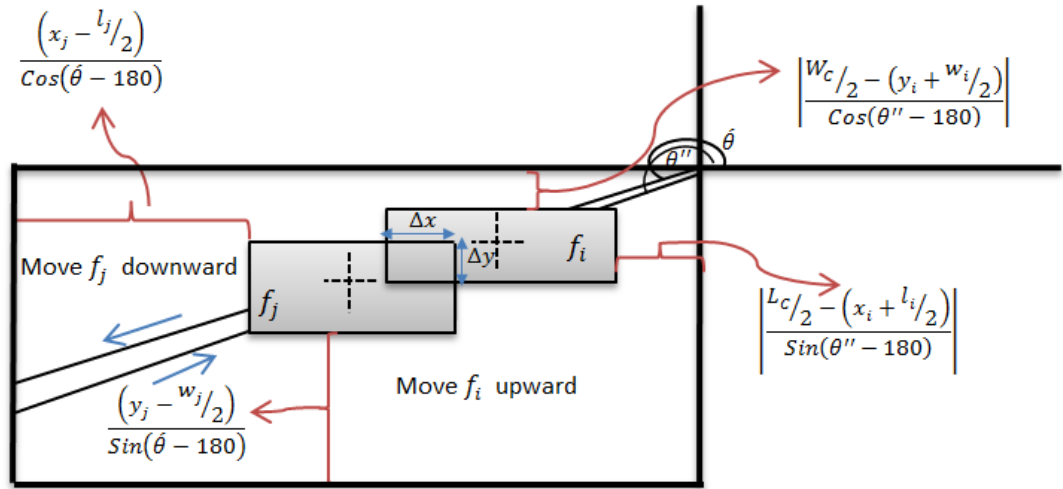 (x_j − l_j/2)
Cos(θ́ − 180)
|W_C/2 − (y_i + w_i/2)|
Cos(θ'' − 180)
θ́
θ''
Δx
f_i
Δy
Move f_j downward
f_j
|L_C/2 − (x_i + l_i/2)|
Sin(θ'' − 180)
Move f_i upward
(y_j − w_j/2)
Sin(θ́ − 180)